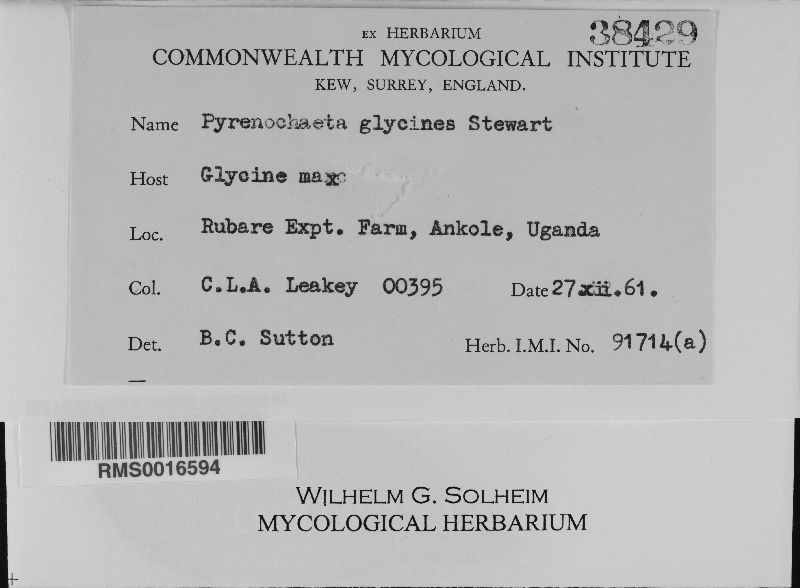 38429
EX HERBARIUM
COMMONWEALTH MYCOLOGICAL INSTITUTE
KEW, SURREY, ENGLAND.
Name Pyrenochaeta glycines Stewart
Host Glycine max
Loc. Rubare Expt. Farm, Ankole, Uganda
Col. C.L.A. Leakey 00395 Date 27.xii.61.
Det. B.C. Sutton Herb. I.M.I. No. 91714(a)
RMS0016594
WILHELM G. SOLHEIM
MYCOLOGICAL HERBARIUM